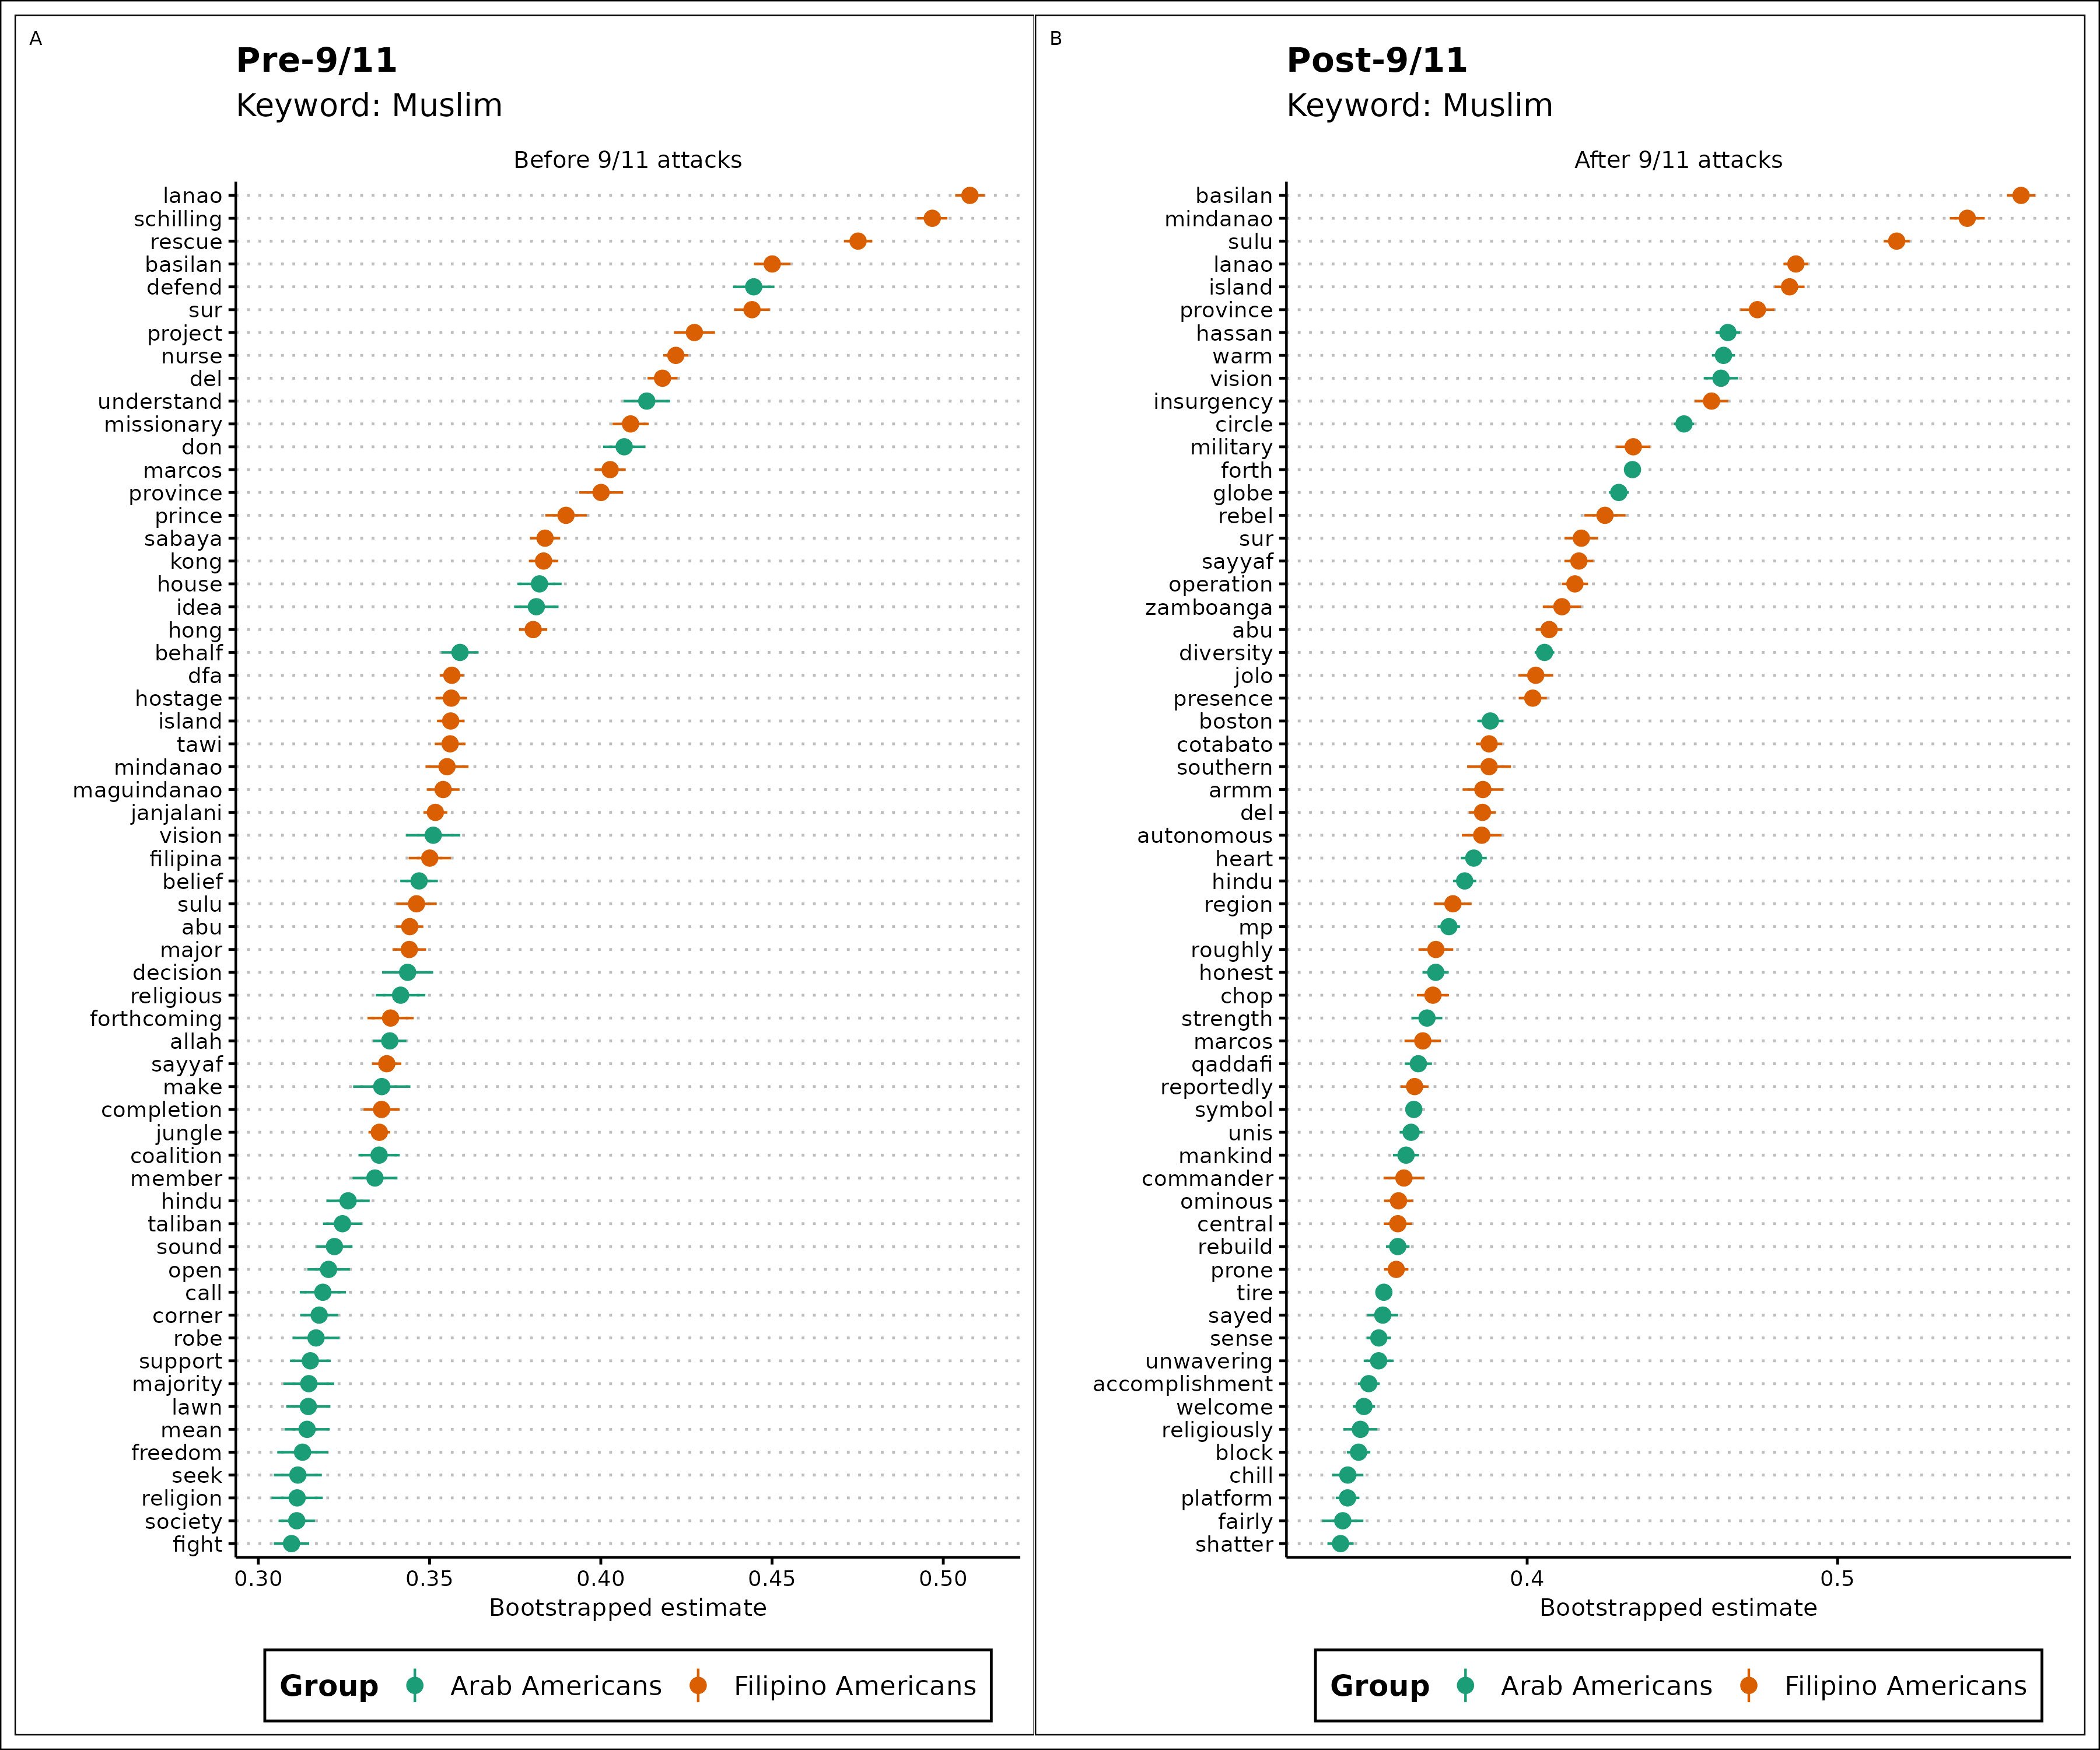 A
Pre-9/11
Keyword: Muslim
Before 9/11 attacks
lanao
schilling
rescue
basilan
defend
sur
project
nurse
del
understand
missionary
don
marcos
province
prince
sabaya
kong
house
idea
hong
behalf
dfa
hostage
island
tawi
mindanao
maguindanao
janjalani
vision
filipina
belief
sulu
abu
major
decision
religious
forthcoming
allah
sayyaf
make
completion
jungle
coalition
member
hindu
taliban
sound
open
call
corner
robe
support
majority
lawn
mean
freedom
seek
religion
society
fight
0.30 0.35 0.40 0.45 0.50
Bootstrapped estimate
Group Arab Americans Filipino Americans
B
Post-9/11
Keyword: Muslim
After 9/11 attacks
basilan
mindanao
sulu
lanao
island
province
hassan
warm
vision
insurgency
circle
military
forth
globe
rebel
sur
sayyaf
operation
zamboanga
abu
diversity
jolo
presence
boston
cotabato
southern
armm
del
autonomous
heart
hindu
region
mp
roughly
honest
chop
strength
marcos
qaddafi
reportedly
symbol
unis
mankind
commander
ominous
central
rebuild
prone
tire
sayed
sense
unwavering
accomplishment
welcome
religiously
block
chill
platform
fairly
shatter
0.4 0.5
Bootstrapped estimate
Group Arab Americans Filipino Americans